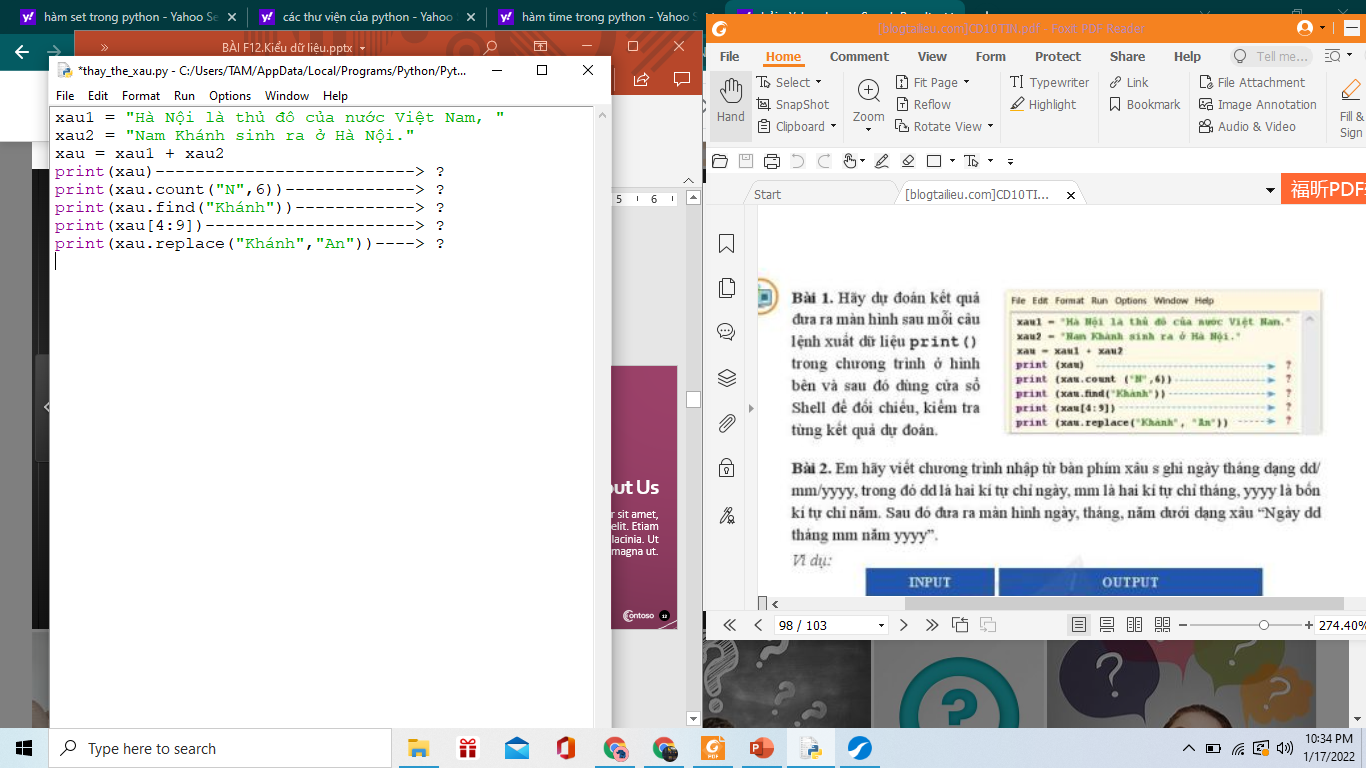 hàm set trong python - Yahoo Se
các thư viện của python - Yahoo
hàm time trong python - Yahoo S
BÀI F12.Kiểu dữ liệu.pptx
*thay_the_xau.py - C:/Users/TAM/AppData/Local/Programs/Python/Pyt...
File Edit Format Run Options Window Help
xau1 = "Hà Nội là thủ đô của nước Việt Nam, "
xau2 = "Nam Khánh sinh ra ở Hà Nội."
xau = xau1 + xau2
print(xau)--------------------------> ?
print(xau.count("N",6))-------------> ?
print(xau.find("Khánh"))------------> ?
print(xau[4:9])---------------------> ?
print(xau.replace("Khánh","An"))----> ?
5 6
out Us
r sit amet,
elit. Etiam
lacinia. Ut
magna ut.
Contoso 12
[blogtailieu.com]CD10TIN.pdf - Foxit PDF Reader
File Home Comment View Form Protect Share Help Tell me...
Hand
Select
SnapShot
Clipboard
Zoom
Fit Page
Reflow
Rotate View
Typewriter
Highlight
Link
Bookmark
File Attachment
Image Annotation
Audio & Video
Fill &
Sign
Start
[blogtailieu.com]CD10TI...
福昕PDF
Bài 1. Hãy dự đoán kết quả
đưa ra màn hình sau mỗi câu
lệnh xuất dữ liệu print()
trong chương trình ở hình
bên và sau đó dùng cửa sổ
Shell để đối chiếu, kiểm tra
từng kết quả dự đoán.
File Edit Format Run Options Window Help
xau1 = "Hà Nội là thủ đô của nước Việt Nam."
xau2 = "Nam Khánh sinh ra ở Hà Nội."
xau = xau1 + xau2
print (xau) ?
print (xau.count ("N",6)) ?
print (xau.find("Khánh")) ?
print (xau[4:9]) ?
print (xau.replace("Khánh", "An")) ?
Bài 2. Em hãy viết chương trình nhập từ bàn phím xâu s ghi ngày tháng dạng dd/
mm/yyyy, trong đó dd là hai kí tự chỉ ngày, mm là hai kí tự chỉ tháng, yyyy là bốn
kí tự chỉ năm. Sau đó đưa ra màn hình ngày, tháng, năm dưới dạng xâu “Ngày dd
tháng mm năm yyyy”.
Ví dụ:
INPUT OUTPUT
98 / 103
274.40%
Type here to search
10:34 PM
1/17/2022